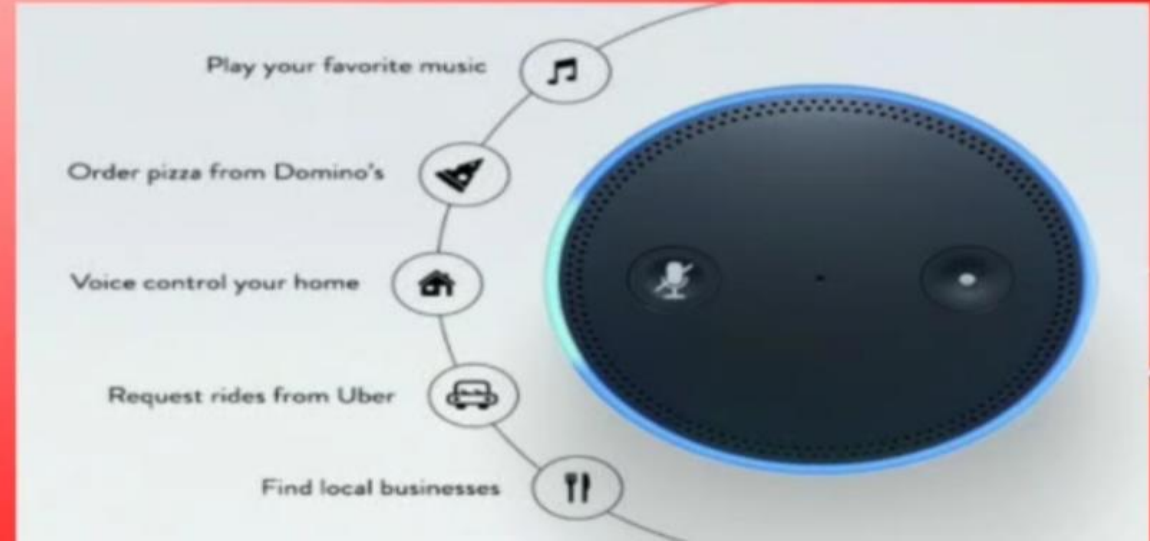 Play your favorite music
Order pizza from Domino's
Voice control your home
Request rides from Uber
Find local businesses